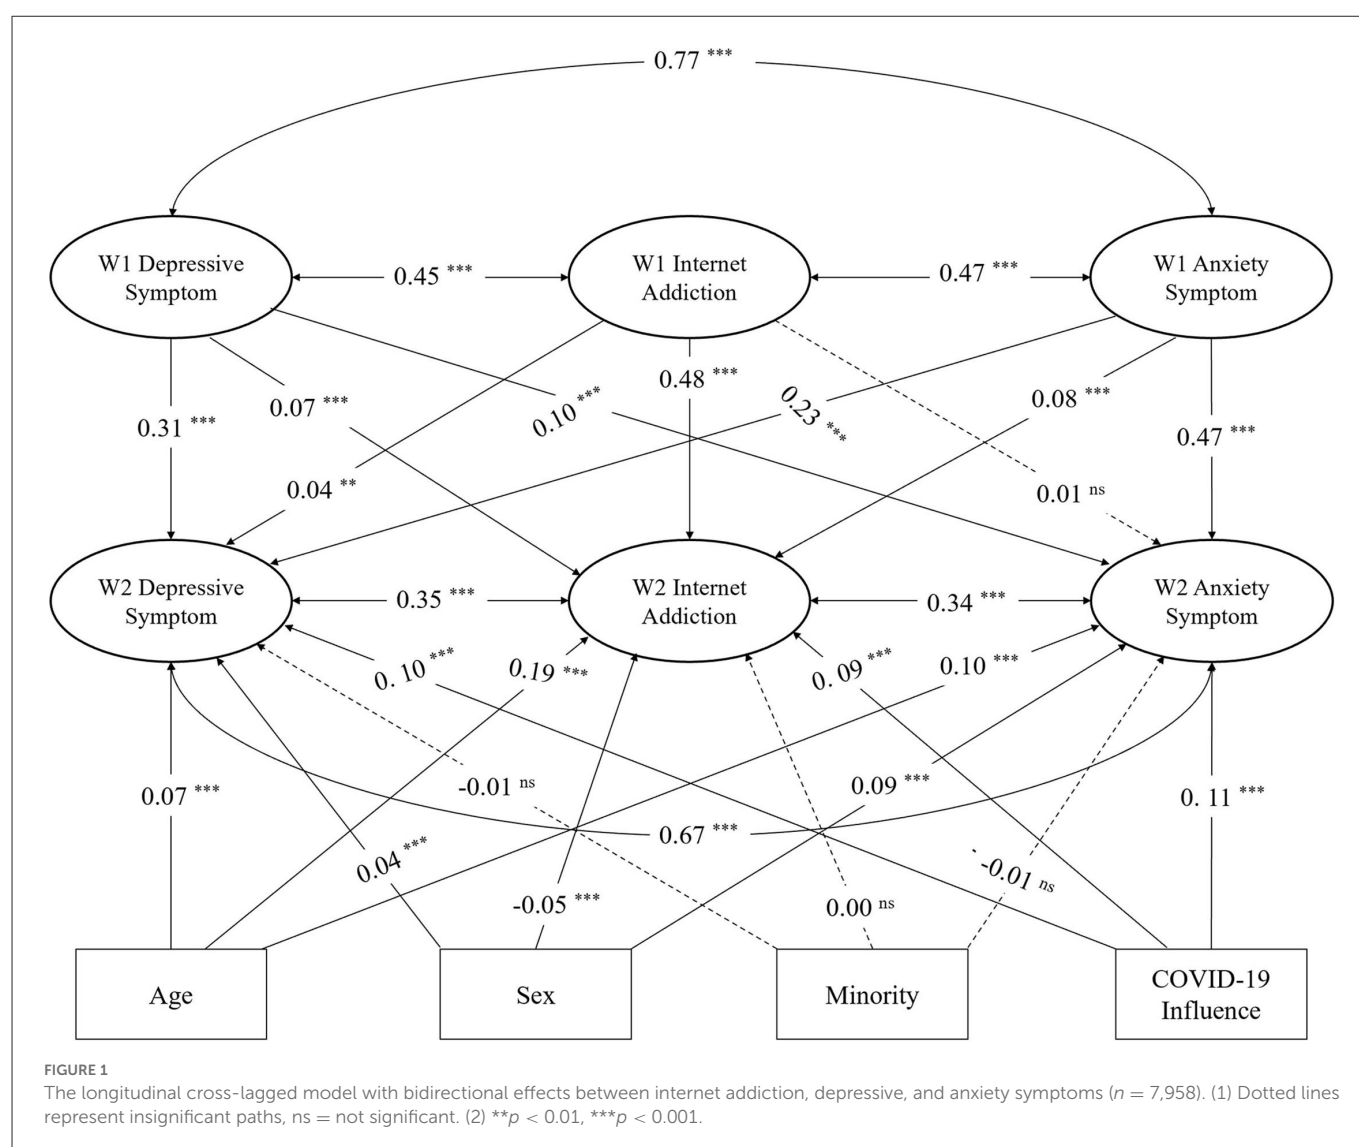 0.77 ***
W1 Depressive
Symptom
0.45 ***
W1 Internet
Addiction
0.47 ***
W1 Anxiety
Symptom
0.31 ***
0.07 ***
0.04 **
0.10 ***
0.48 ***
0.23 ***
0.08 ***
0.01 ns
0.47 ***
W2 Depressive
Symptom
0.35 ***
W2 Internet
Addiction
0.34 ***
W2 Anxiety
Symptom
0. 10 ***
0.19 ***
0. 09 ***
0.10 ***
0.07 ***
-0.01 ns
0.09 ***
0. 11 ***
0.67 ***
0.04 ***
-0.05 ***
0.00 ns
-0.01 ns
Age
Sex
Minority
COVID-19
Influence
FIGURE 1
The longitudinal cross-lagged model with bidirectional effects between internet addiction, depressive, and anxiety symptoms (n = 7,958). (1) Dotted lines
represent insignificant paths, ns = not significant. (2) **p < 0.01, ***p < 0.001.